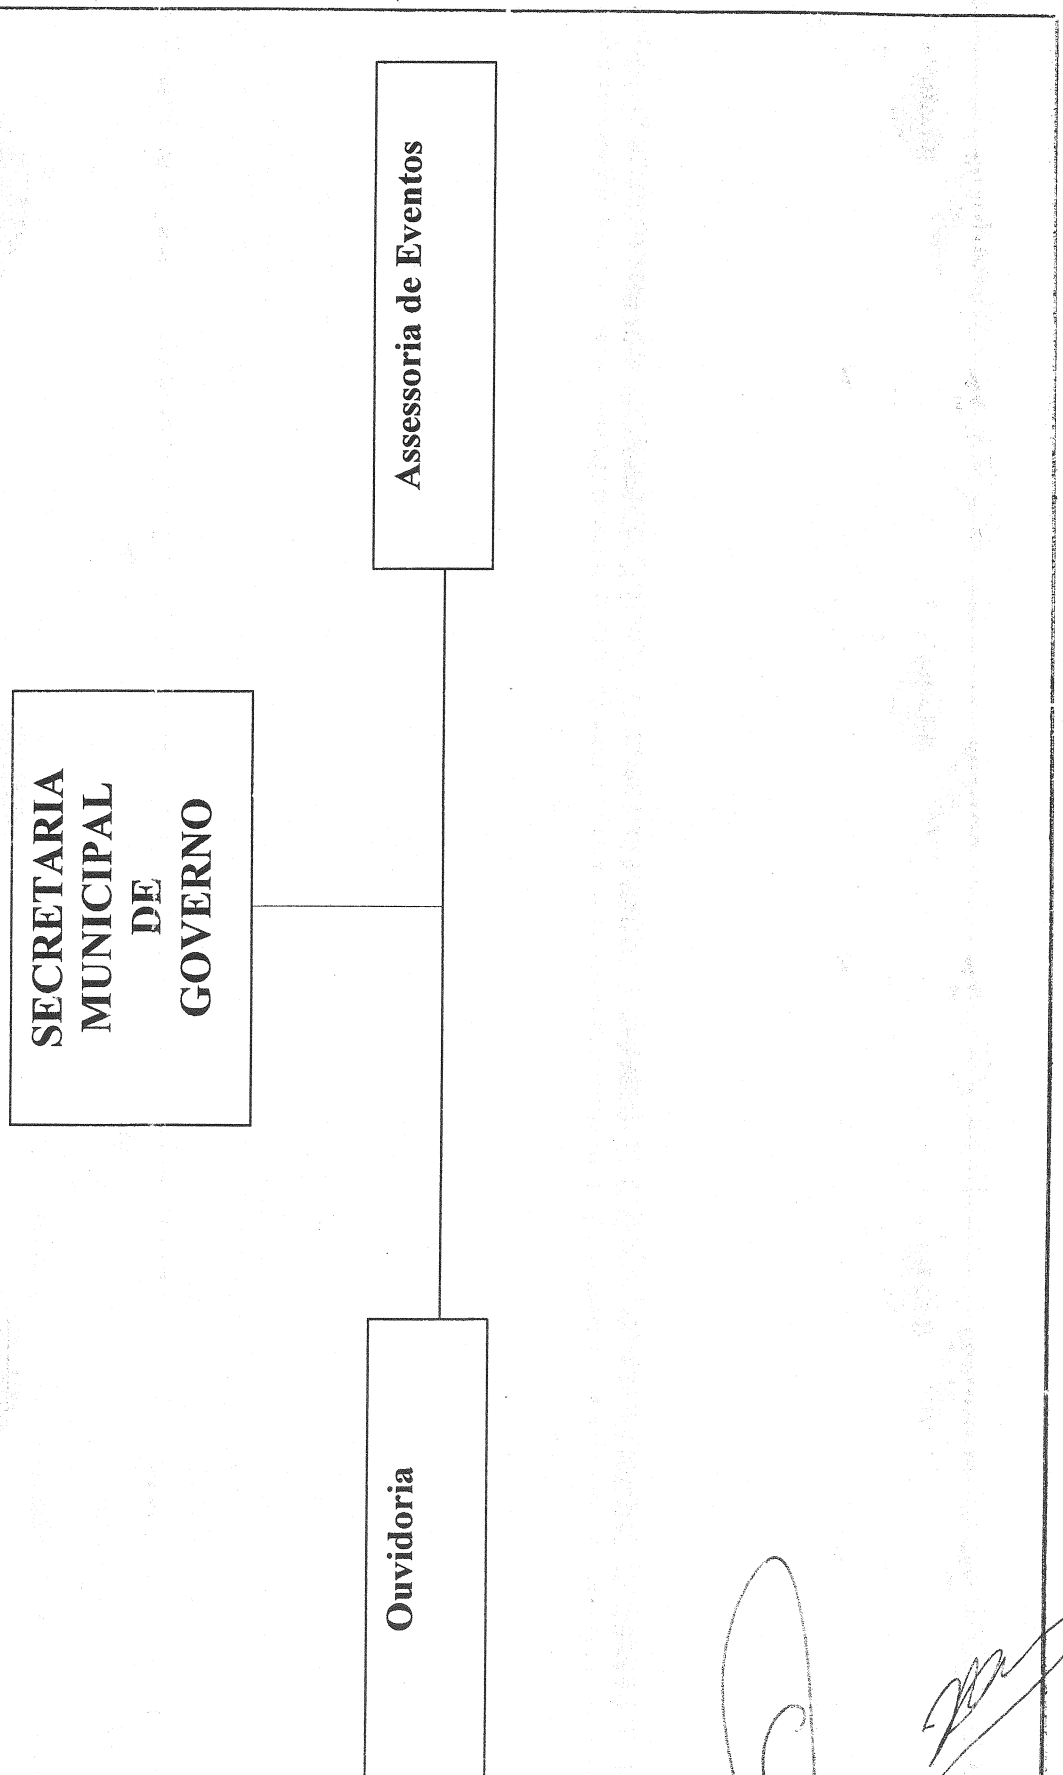 SECRETARIA
MUNICIPAL
DE
GOVERNO
Ouvidoria
Assessoria de Eventos